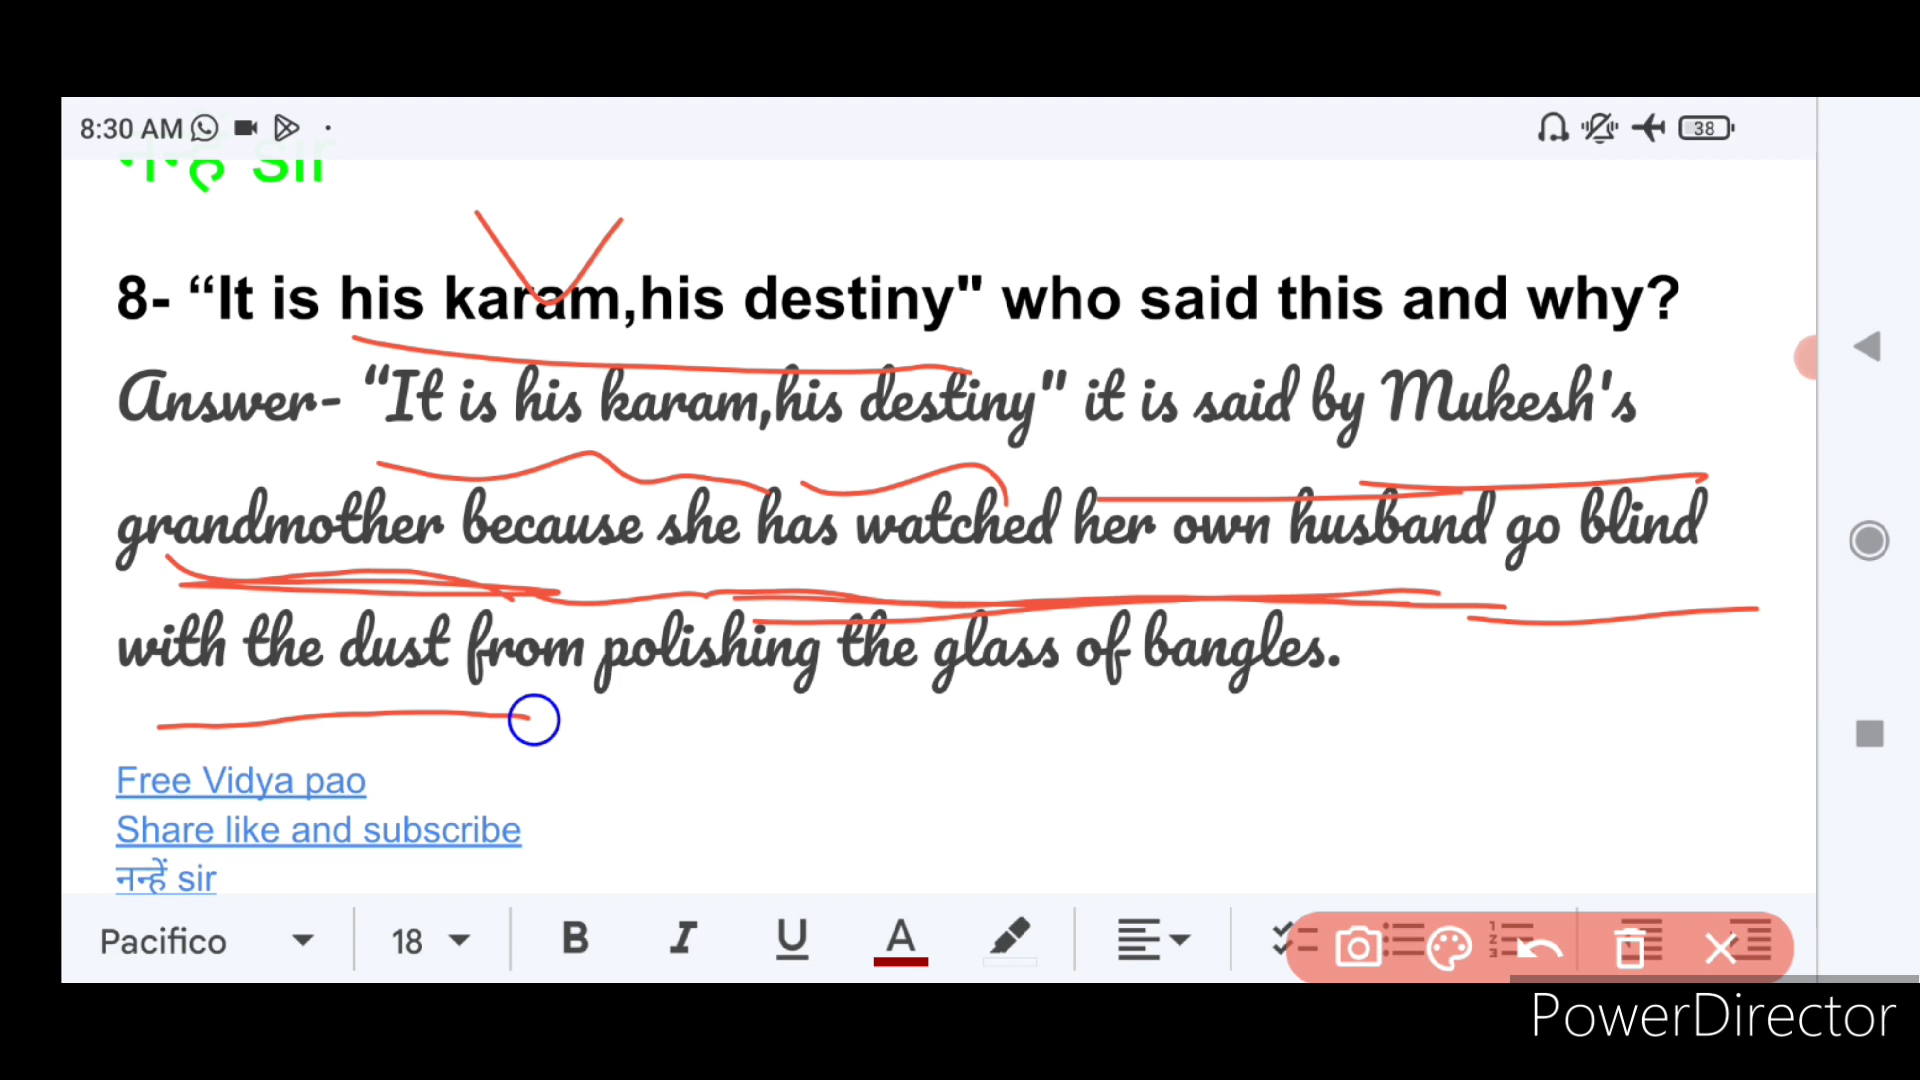 8:30 AM
38
नन्हें sir
8- “It is his karam,his destiny" who said this and why?
Answer- “It is his karam,his destiny" it is said by Mukesh's
grandmother because she has watched her own husband go blind
with the dust from polishing the glass of bangles.
Free Vidya pao
Share like and subscribe
नन्हें sir
Pacifico 18 B I U A
PowerDirector